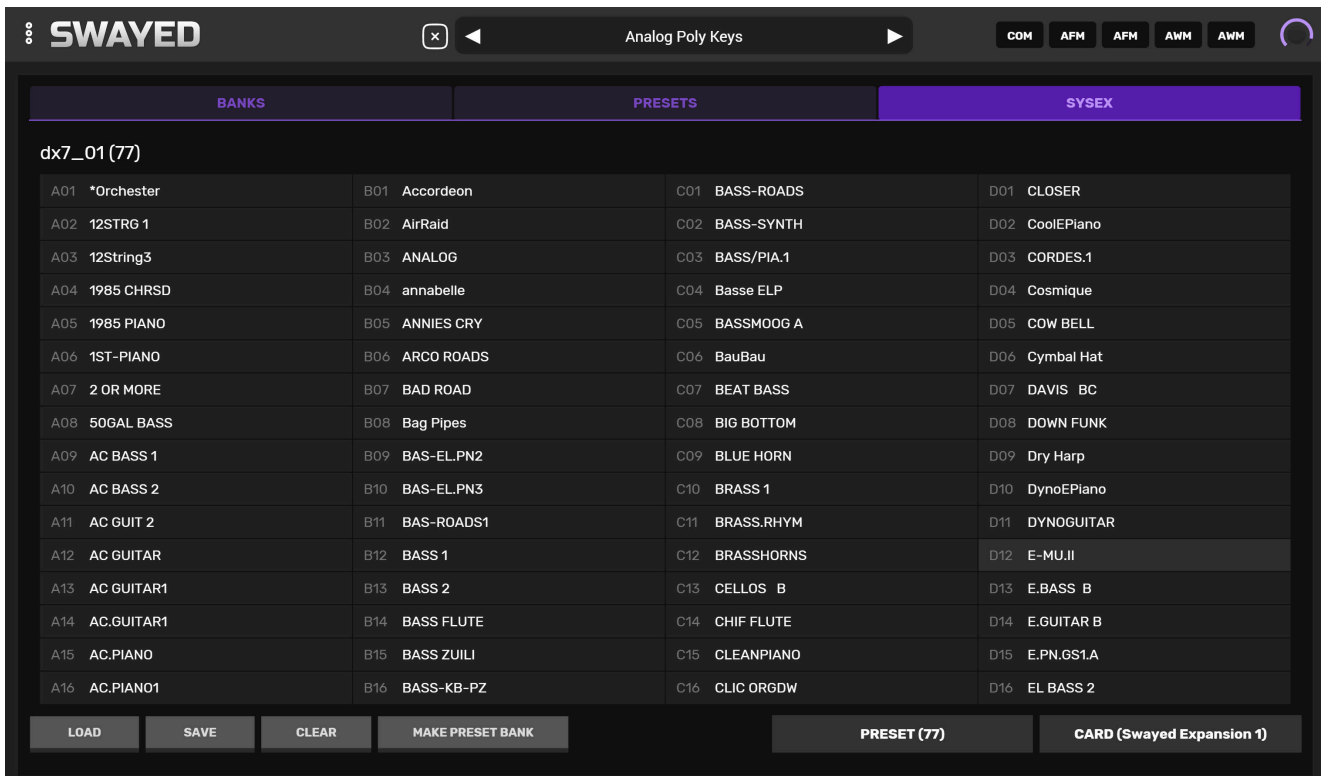 SWAYED
Analog Poly Keys
COM AFM AFM AWM AWM
BANKS PRESETS SYSEX
dx7_01 (77)
A01 *Orchester B01 Accordeon C01 BASS-ROADS D01 CLOSER
A02 12STRG 1 B02 AirRaid C02 BASS-SYNTH D02 CoolEPiano
A03 12String3 B03 ANALOG C03 BASS/PIA.1 D03 CORDES.1
A04 1985 CHRSD B04 annabelle C04 Basse ELP D04 Cosmique
A05 1985 PIANO B05 ANNIES CRY C05 BASSMOOG A D05 COW BELL
A06 1ST-PIANO B06 ARCO ROADS C06 BauBau D06 Cymbal Hat
A07 2 OR MORE B07 BAD ROAD C07 BEAT BASS D07 DAVIS  BC
A08 50GAL BASS B08 Bag Pipes C08 BIG BOTTOM D08 DOWN FUNK
A09 AC BASS 1 B09 BAS-EL.PN2 C09 BLUE HORN D09 Dry Harp
A10 AC BASS 2 B10 BAS-EL.PN3 C10 BRASS 1 D10 DynoEPiano
A11 AC GUIT 2 B11 BAS-ROADS1 C11 BRASS.RHYM D11 DYNOGUITAR
A12 AC GUITAR B12 BASS 1 C12 BRASSHORNS D12 E-MU.II
A13 AC GUITAR1 B13 BASS 2 C13 CELLOS  B D13 E.BASS  B
A14 AC.GUITAR1 B14 BASS FLUTE C14 CHIF FLUTE D14 E.GUITAR B
A15 AC.PIANO B15 BASS ZUILI C15 CLEANPIANO D15 E.PN.GS1.A
A16 AC.PIANO1 B16 BASS-KB-PZ C16 CLIC ORGDW D16 EL BASS 2
LOAD SAVE CLEAR MAKE PRESET BANK PRESET (77) CARD (Swayed Expansion 1)